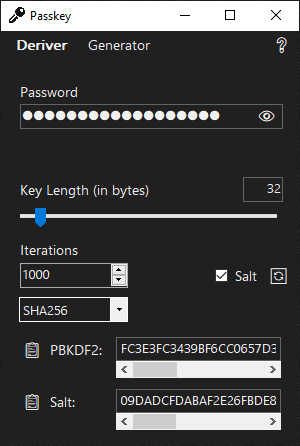 Passkey
Deriver Generator
Password
Key Length (in bytes) 32
Iterations
1000 Salt
SHA256
PBKDF2: FC3E3FC3439BF6CC0657D3
Salt: 09DADCFDABAF2E26FBDE8